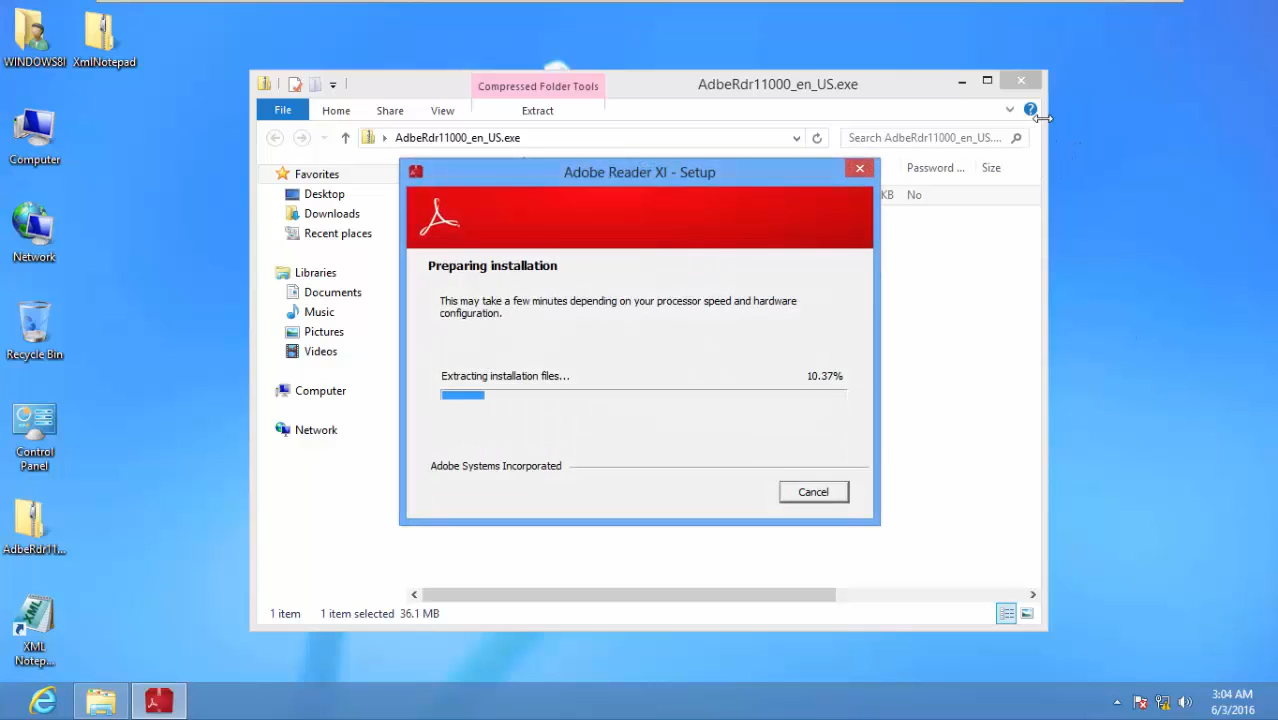 WINDOWS8I
XmlNotepad
Computer
Network
Recycle Bin
Control
Panel
AdbeRdr11...
XML
Notep...
Compressed Folder Tools
AdbeRdr11000_en_US.exe
File
Home
Share
View
Extract
AdbeRdr11000_en_US.exe
Search AdbeRdr11000_en_US....
Favorites
Desktop
Downloads
Recent places
Libraries
Documents
Music
Pictures
Videos
Computer
Network
Password ...
Size
KB
No
Adobe Reader XI - Setup
Preparing installation
This may take a few minutes depending on your processor speed and hardware
configuration.
Extracting installation files...
10.37%
Adobe Systems Incorporated
Cancel
1 item
1 item selected 36.1 MB
3:04 AM
6/3/2016